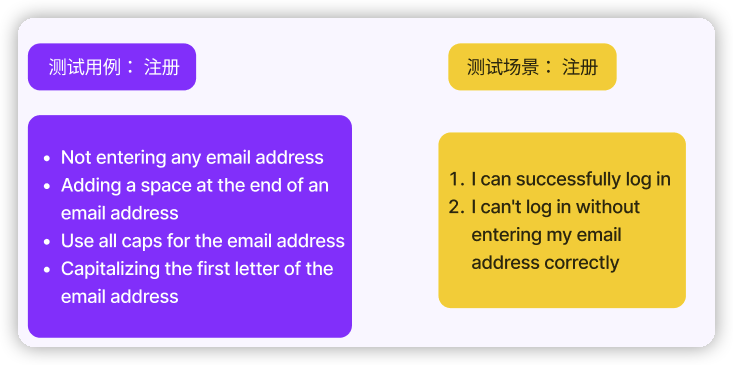 测试用例： 注册
• Not entering any email address
• Adding a space at the end of an
email address
• Use all caps for the email address
• Capitalizing the first letter of the
email address
测试场景： 注册
1. I can successfully log in
2. I can't log in without
entering my email
address correctly